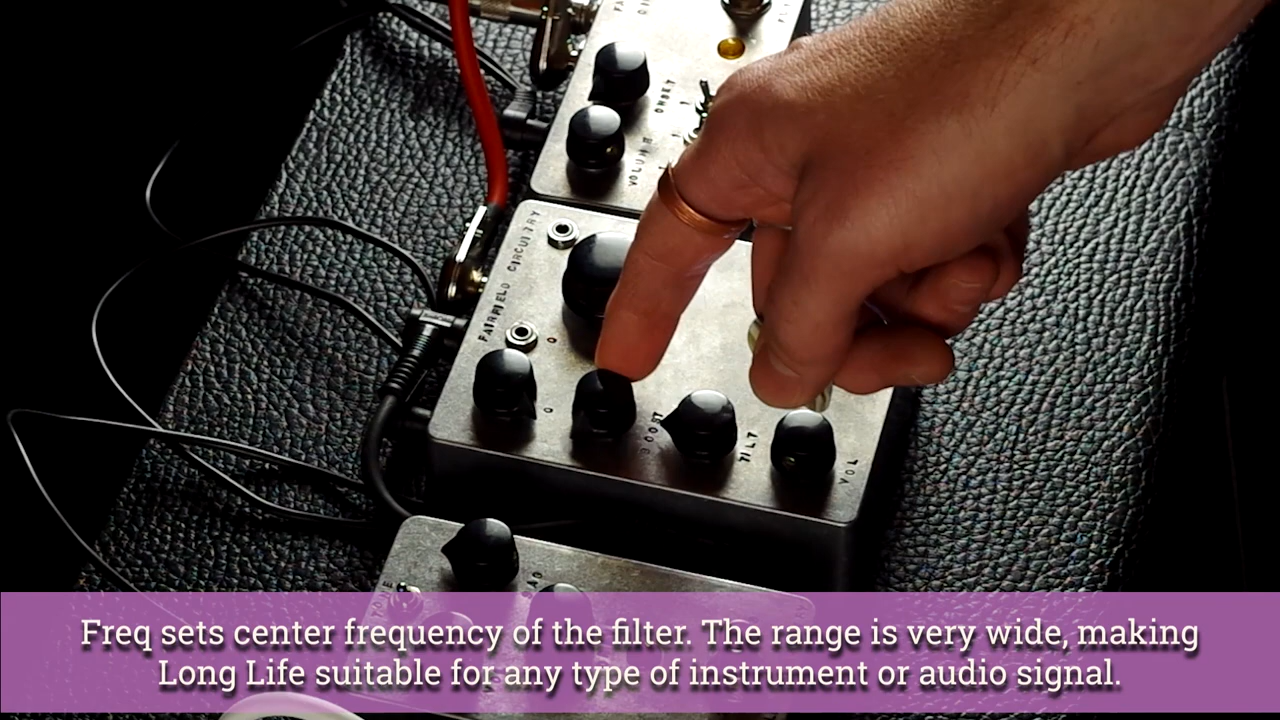 ONSET
VOLUME
FAIRFIELD CIRCUITRY
Q
Q
BOOST
TILT
VOL
Freq sets center frequency of the filter. The range is very wide, making
Long Life suitable for any type of instrument or audio signal.